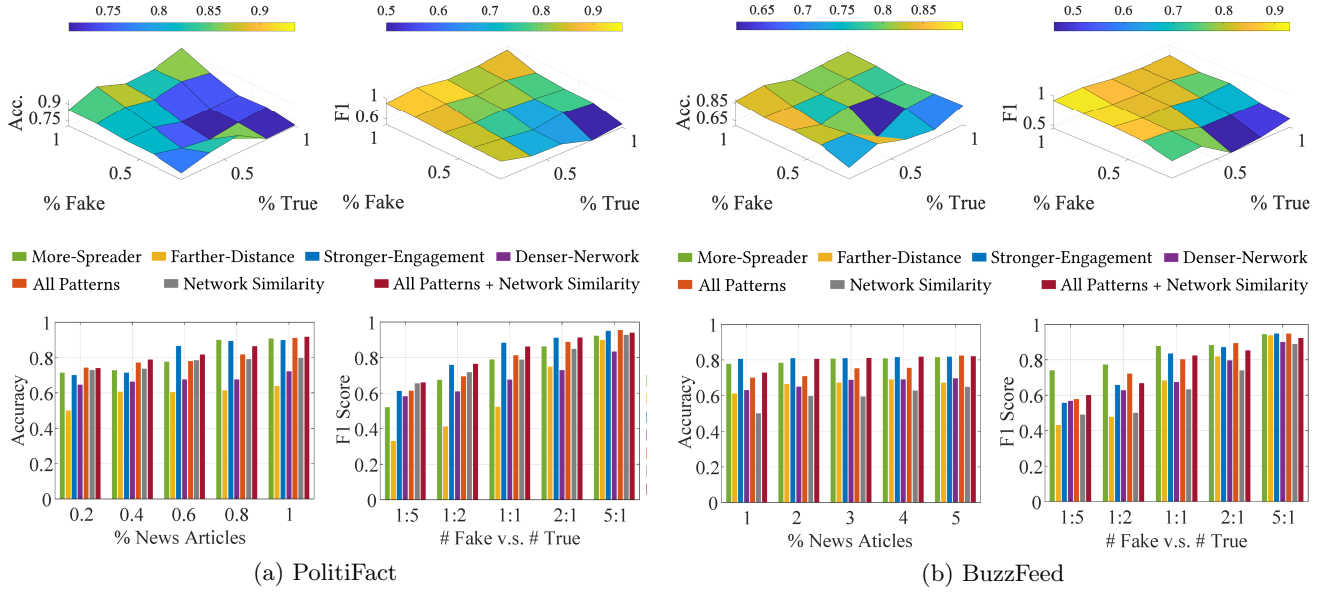 0.75 0.8 0.85 0.9
0.5 0.6 0.7 0.8 0.9
0.65 0.7 0.75 0.8 0.85
0.5 0.6 0.7 0.8 0.9
Acc.
0.9
0.75
1
0.5
% Fake
1
0.5
% True
F1
1
0.6
1
0.5
% Fake
1
0.5
% True
Acc.
0.85
0.65
1
0.5
% Fake
1
0.5
% True
F1
1
0.5
1
0.5
% Fake
1
0.5
% True
More-Spreader Farther-Distance Stronger-Engagement Denser-Nerwork
All Patterns Network Similarity All Patterns + Network Similarity
More-Spreader Farther-Distance Stronger-Engagement Denser-Nerwork
All Patterns Network Similarity All Patterns + Network Similarity
Accuracy
1
0.8
0.6
0.4
0.2
0
0.2 0.4 0.6 0.8 1
% News Articles
F1 Score
1
0.8
0.6
0.4
0.2
0
1:5 1:2 1:1 2:1 5:1
# Fake v.s. # True
Accuracy
1
0.8
0.6
0.4
0.2
0
1 2 3 4 5
% News Aticles
F1 Score
1
0.8
0.6
0.4
0.2
0
1:5 1:2 1:1 2:1 5:1
# Fake v.s. # True
(a) PolitiFact
(b) BuzzFeed